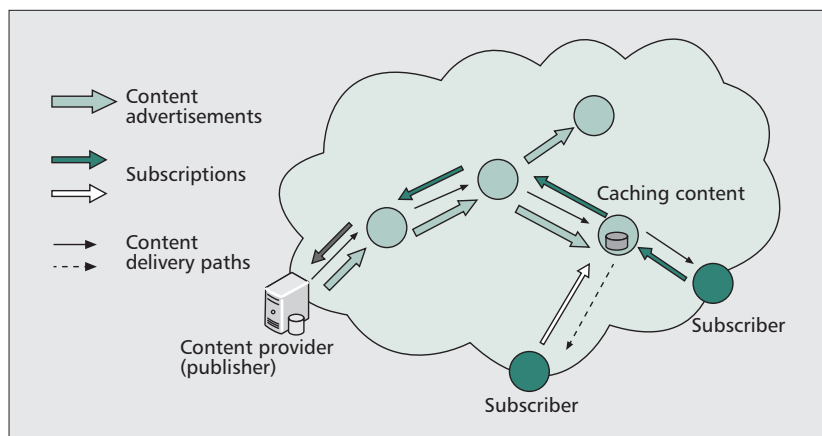 Content
advertisements
Subscriptions
Content
delivery paths
Caching content
Subscriber
Content provider
(publisher)
Subscriber